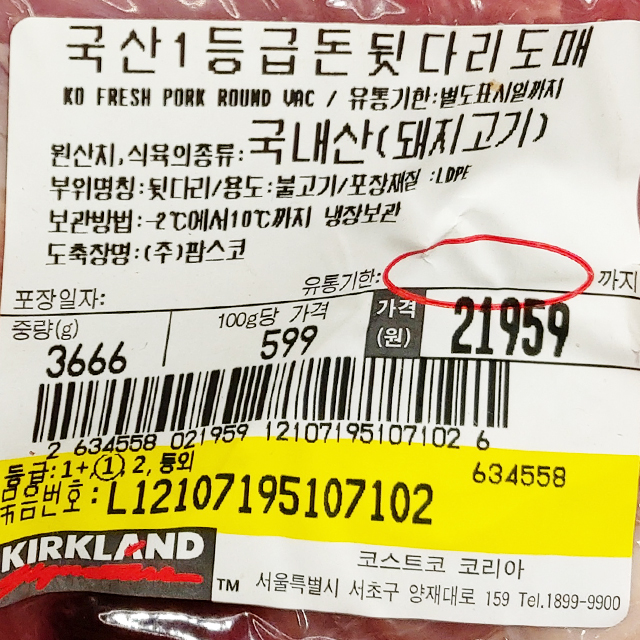 국산1등급돈뒷다리도매
KO FRESH PORK ROUND VAC / 유통기한:별도표시일까지
원산지,식육의종류:국내산(돼지고기)
부위명칭:뒷다리/용도:불고기/포장재질:LDPE
보관방법:-2℃에서10℃까지 냉장보관
도축장명:(주)팜스코
유통기한: 까지
포장일자:
중량(g) 100g당 가격 가격(원)
3666 599 21959
2 634558 021959 12107195107102 6
등급:1+,①,2,등외 634558
묶음번호:L12107195107102
KIRKLAND
Signature TM
코스트코 코리아
서울특별시 서초구 양재대로 159 Tel.1899-9900